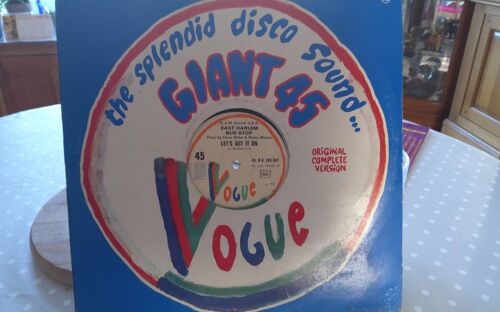 the splendid disco sound...
GIANT 45
EAST HARLEM
BUS STOP
LET'S GET IT ON
45
VOGUE
ORIGINAL
COMPLETE
VERSION
VOGUE